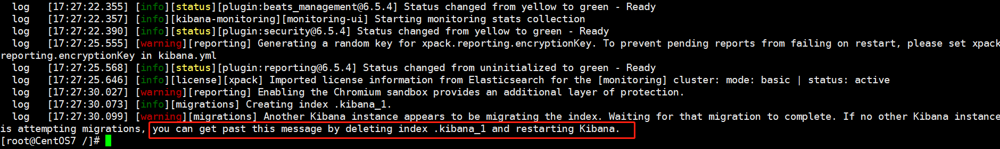 log   [17:27:22.355] [info][status][plugin:beats_management@6.5.4] Status changed from yellow to green - Ready
log   [17:27:22.357] [info][kibana-monitoring][monitoring-ui] Starting monitoring stats collection
log   [17:27:22.390] [info][status][plugin:security@6.5.4] Status changed from yellow to green - Ready
log   [17:27:25.555] [warning][reporting] Generating a random key for xpack.reporting.encryptionKey. To prevent pending reports from failing on restart, please set xpack
reporting.encryptionKey in kibana.yml
log   [17:27:25.568] [info][status][plugin:reporting@6.5.4] Status changed from uninitialized to green - Ready
log   [17:27:25.646] [info][license][xpack] Imported license information from Elasticsearch for the [monitoring] cluster: mode: basic | status: active
log   [17:27:30.027] [warning][reporting] Enabling the Chromium sandbox provides an additional layer of protection.
log   [17:27:30.073] [info][migrations] Creating index .kibana_1.
log   [17:27:30.099] [warning][migrations] Another Kibana instance appears to be migrating the index. Waiting for that migration to complete. If no other Kibana instance
is attempting migrations, you can get past this message by deleting index .kibana_1 and restarting Kibana.
[root@CentOS7 /]#